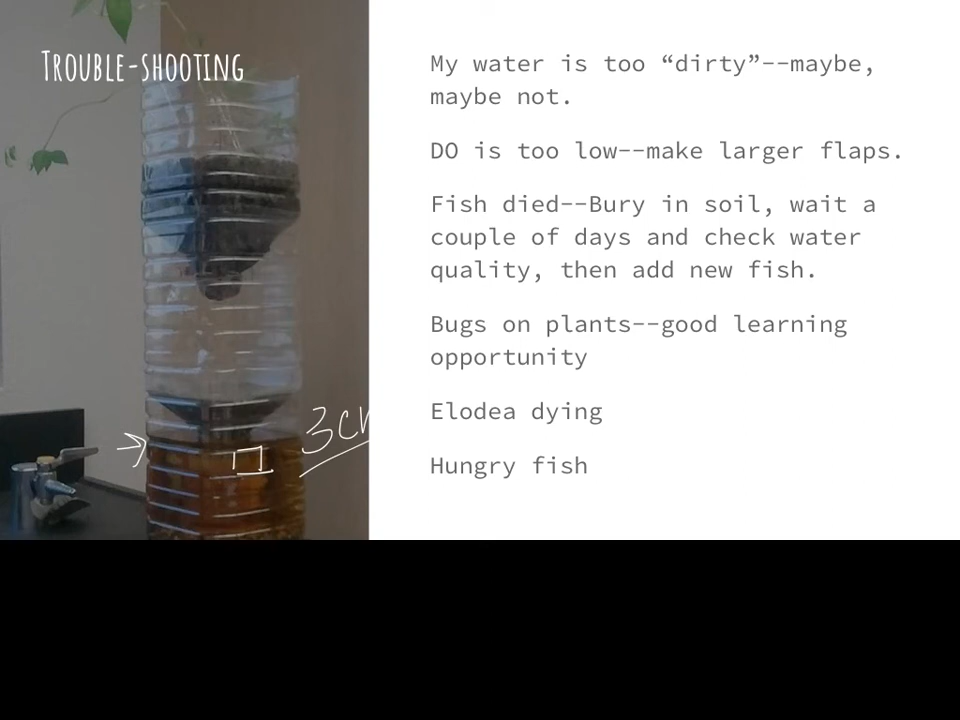 TROUBLE-SHOOTING
My water is too “dirty”--maybe,
maybe not.
DO is too low--make larger flaps.
Fish died--Bury in soil, wait a
couple of days and check water
quality, then add new fish.
Bugs on plants--good learning
opportunity
Elodea dying
Hungry fish
3cm